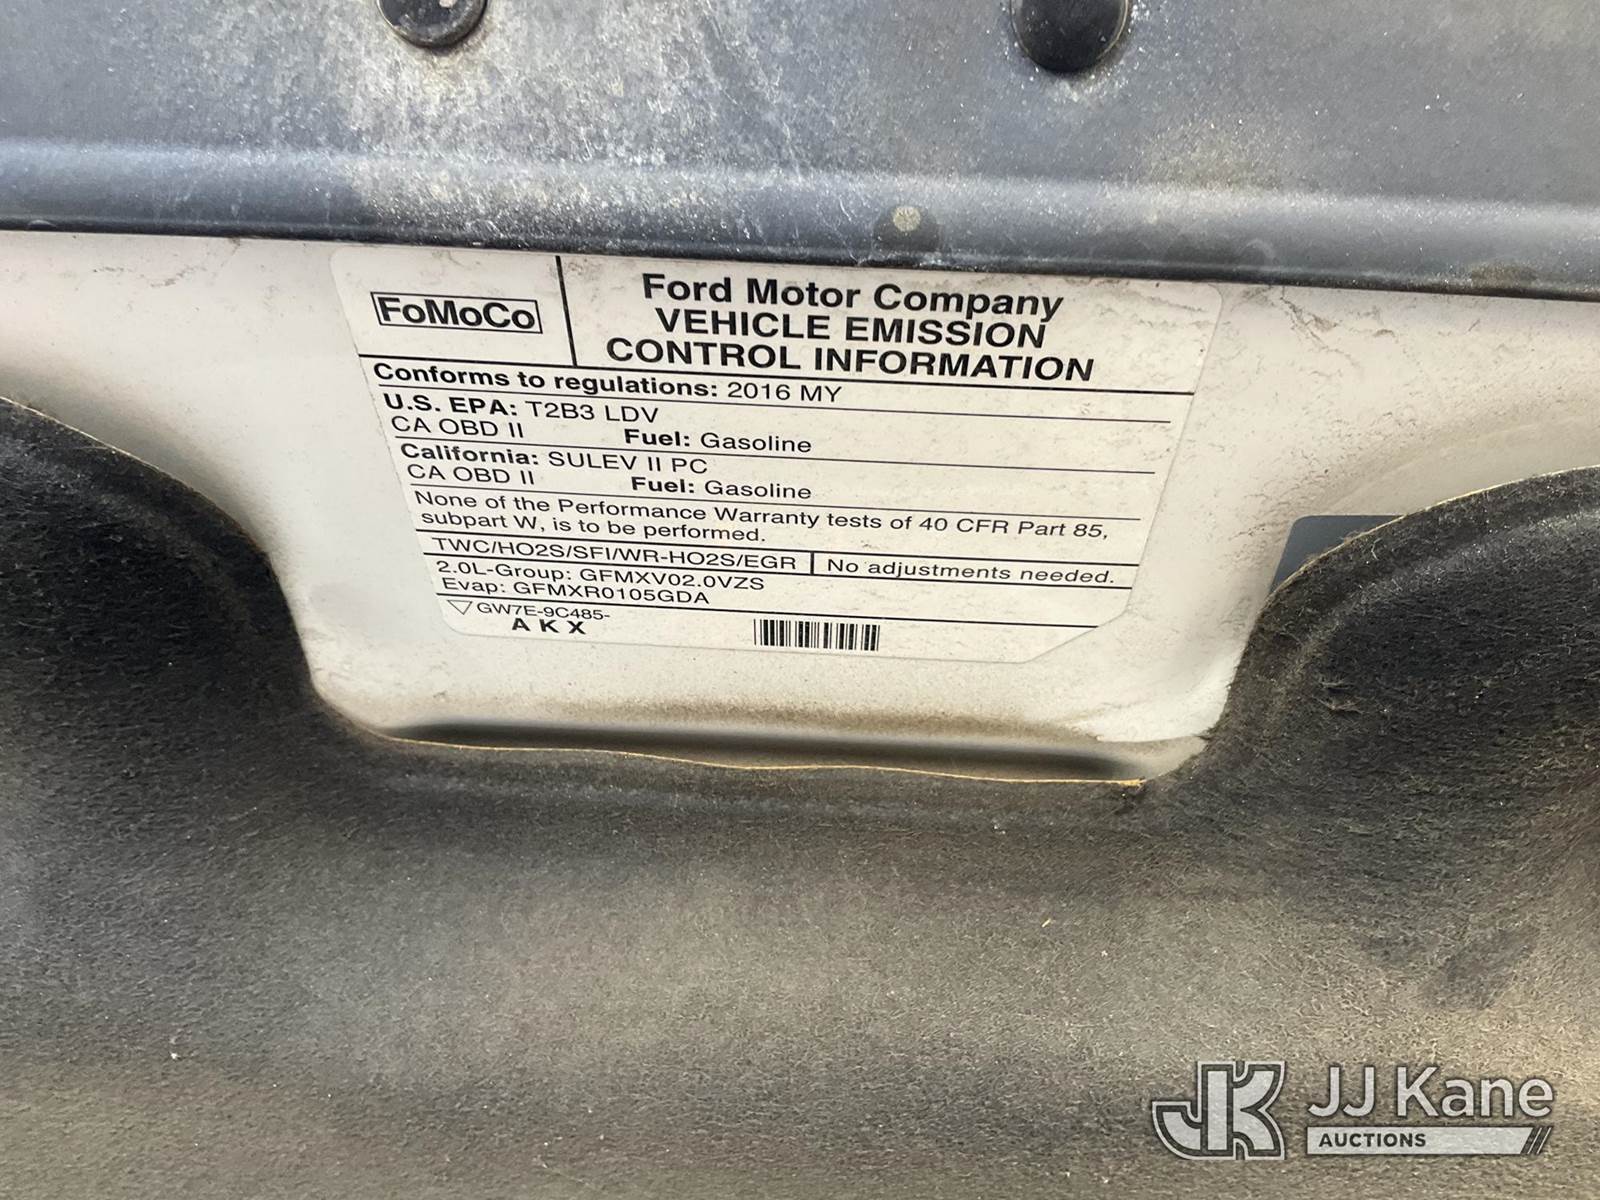 FoMoCo
Ford Motor Company
VEHICLE EMISSION
CONTROL INFORMATION
Conforms to regulations: 2016 MY
U.S. EPA: T2B3 LDV
CA OBD II Fuel: Gasoline
California: SULEV II PC
CA OBD II Fuel: Gasoline
None of the Performance Warranty tests of 40 CFR Part 85,
subpart W, is to be performed.
TWC/HO2S/SFI/WR-HO2S/EGR No adjustments needed.
2.0L-Group: GFMXV02.0VZS
Evap: GFMXR0105GDA
GW7E-9C485-
A K X
JK JJ Kane
AUCTIONS